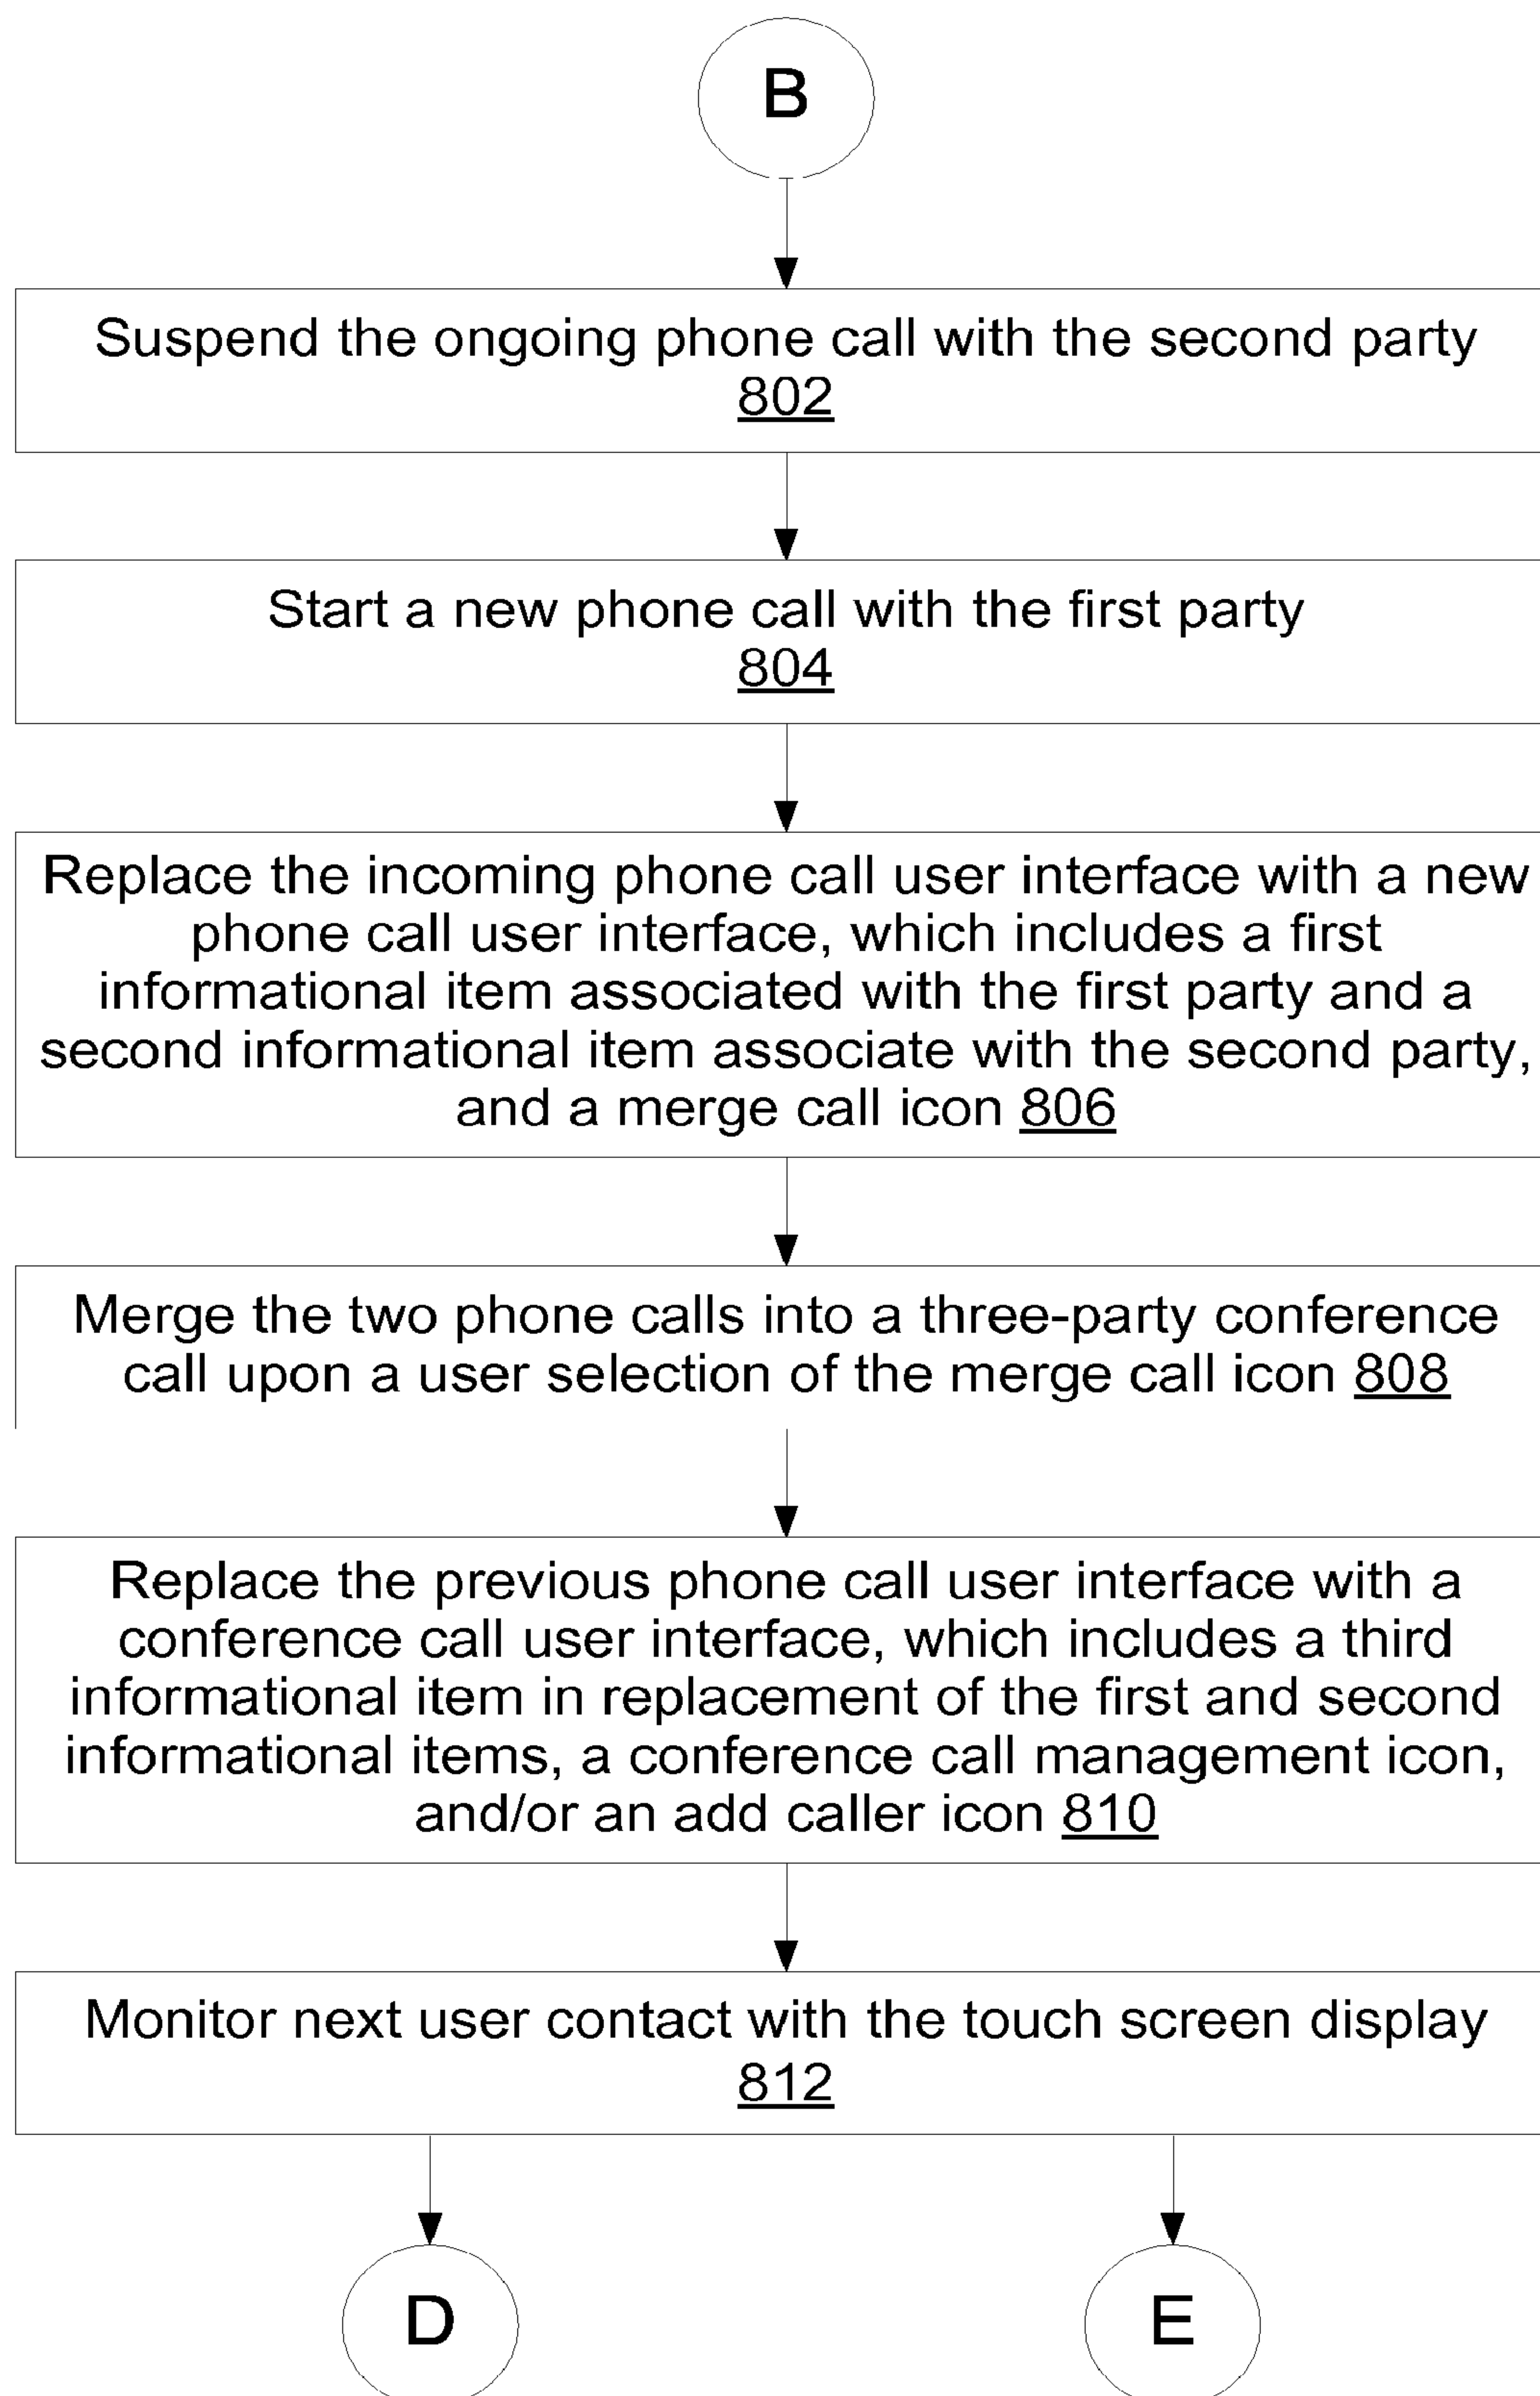 B
Suspend the ongoing phone call with the second party
802
Start a new phone call with the first party
804
Replace the incoming phone call user interface with a new
phone call user interface, which includes a first
informational item associated with the first party and a
second informational item associate with the second party,
and a merge call icon 806
Merge the two phone calls into a three-party conference
call upon a user selection of the merge call icon 808
Replace the previous phone call user interface with a
conference call user interface, which includes a third
informational item in replacement of the first and second
informational items, a conference call management icon,
and/or an add caller icon 810
Monitor next user contact with the touch screen display
812
D
E